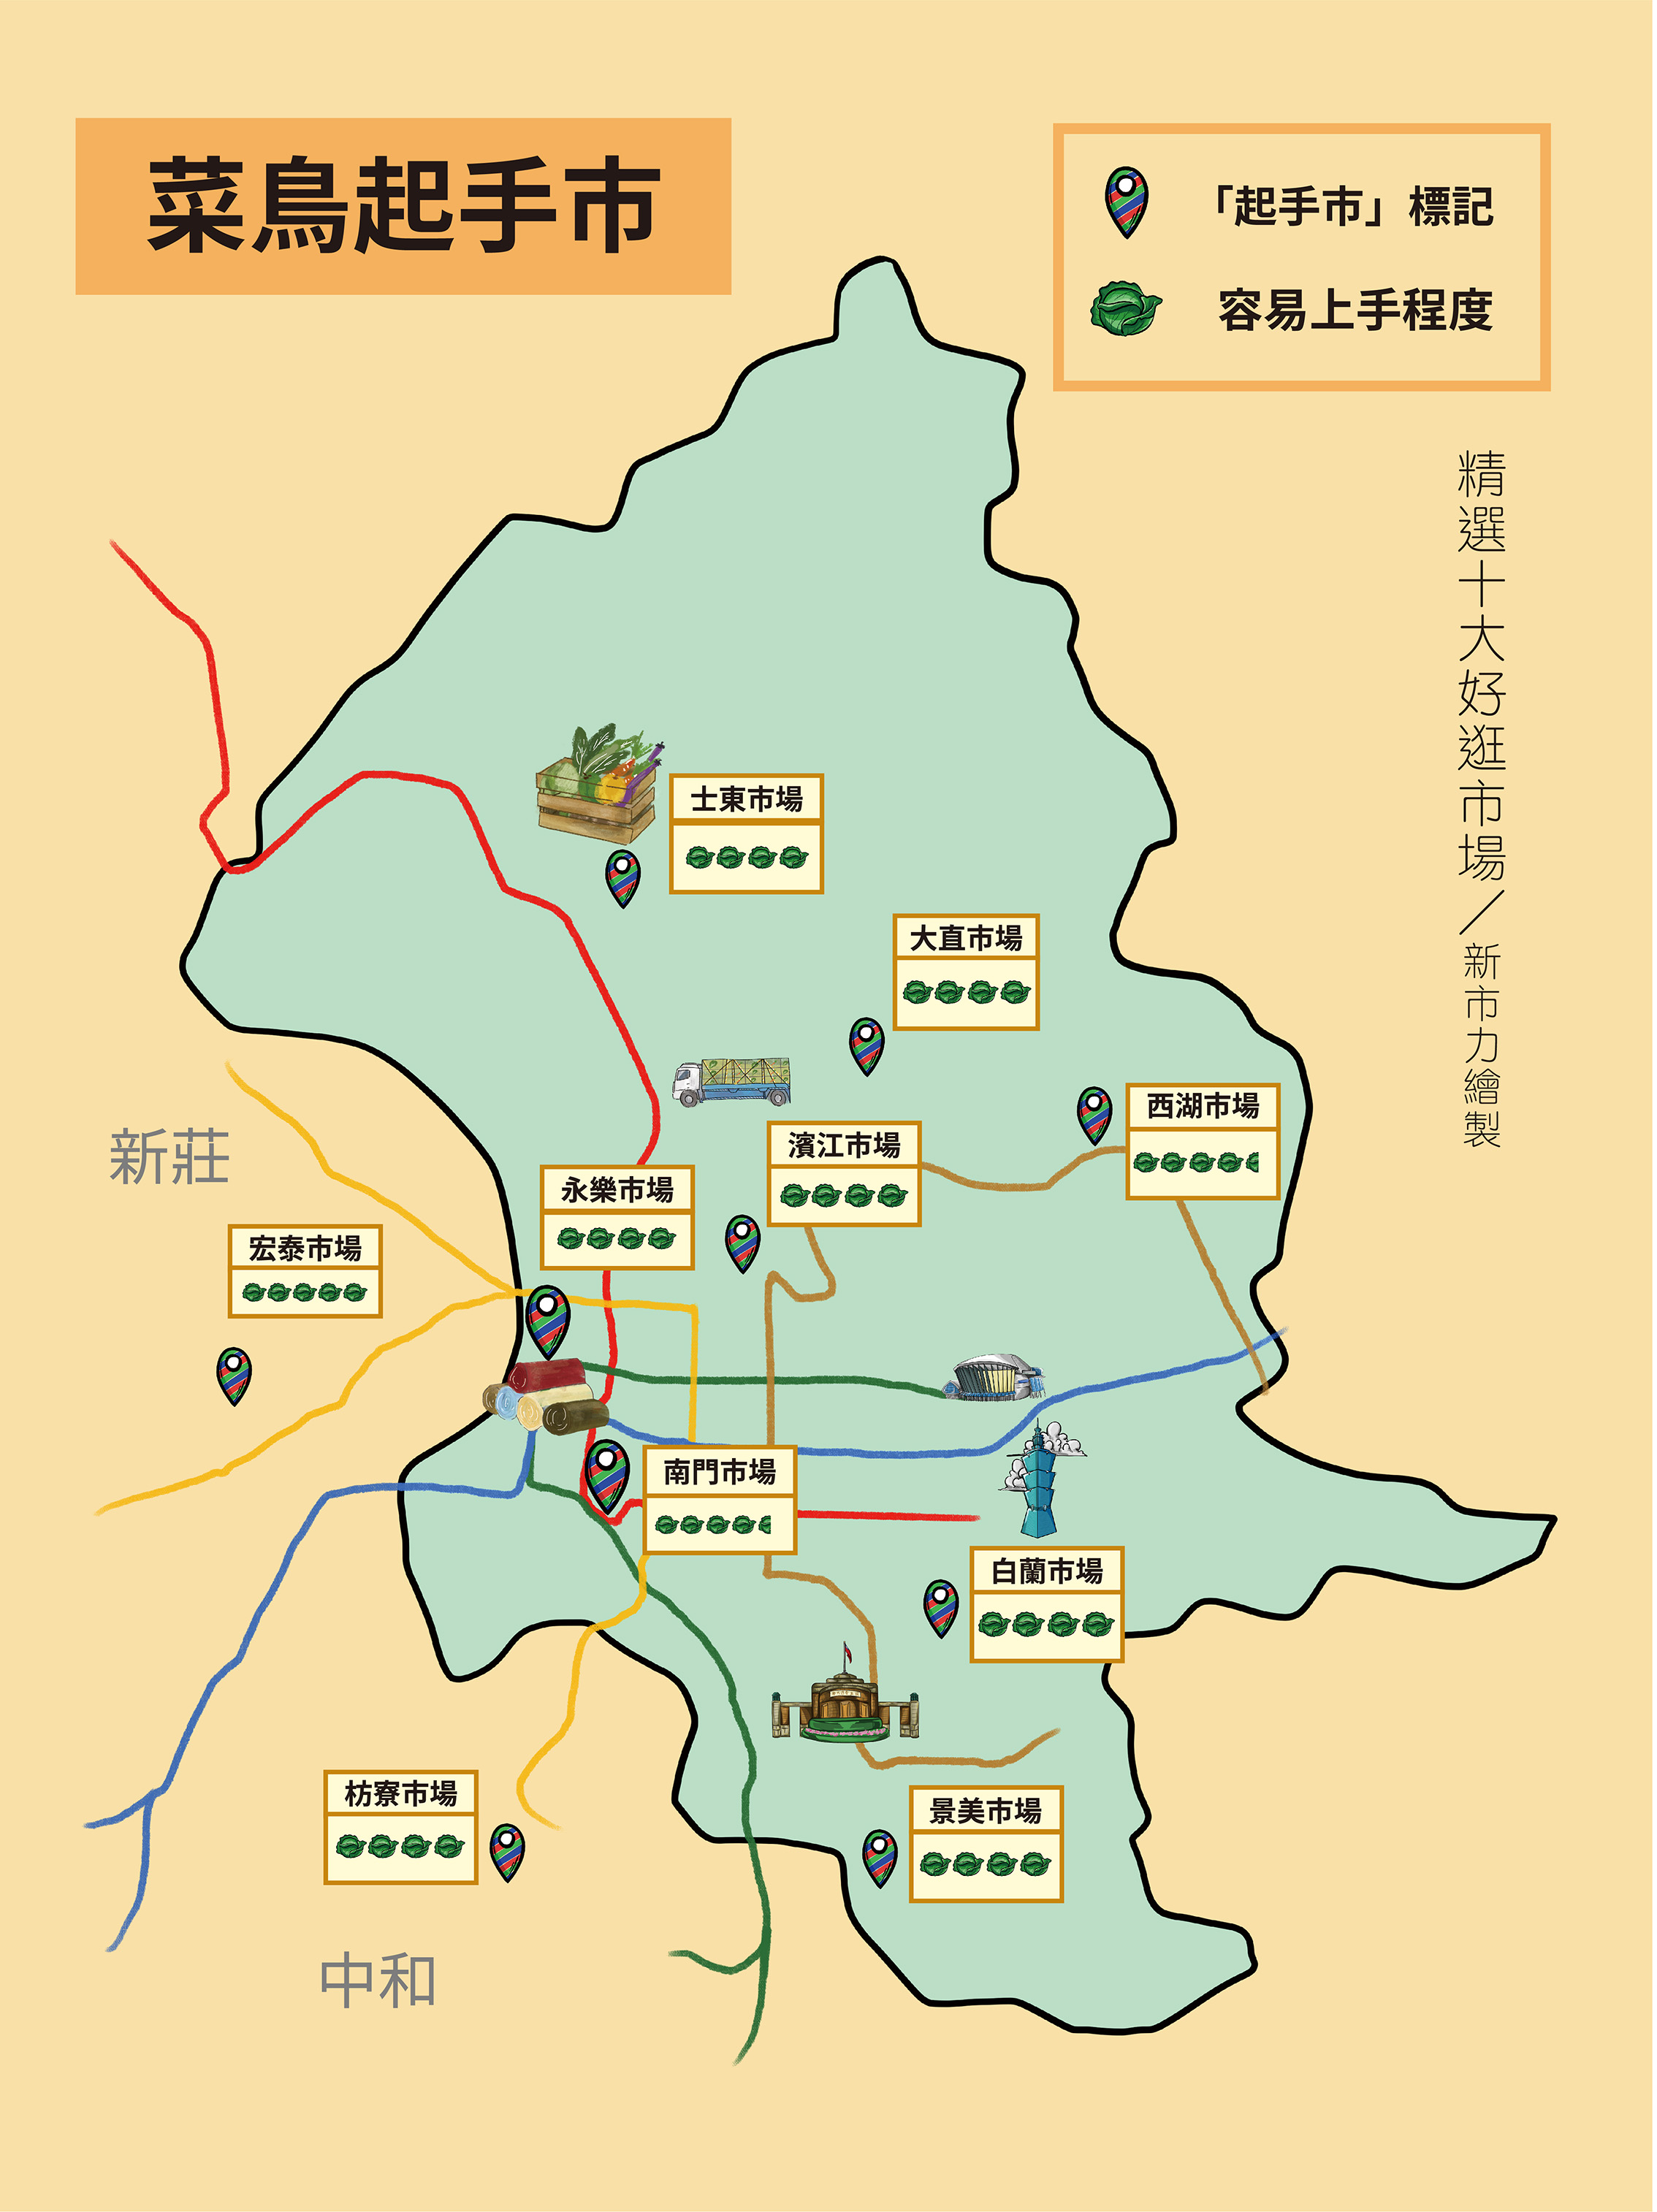 菜鳥起手市
「起手市」標記
容易上手程度
精選十大好逛市場／新市力繪製
士東市場
大直市場
西湖市場
濱江市場
永樂市場
新莊
宏泰市場
南門市場
白蘭市場
枋寮市場
景美市場
中和